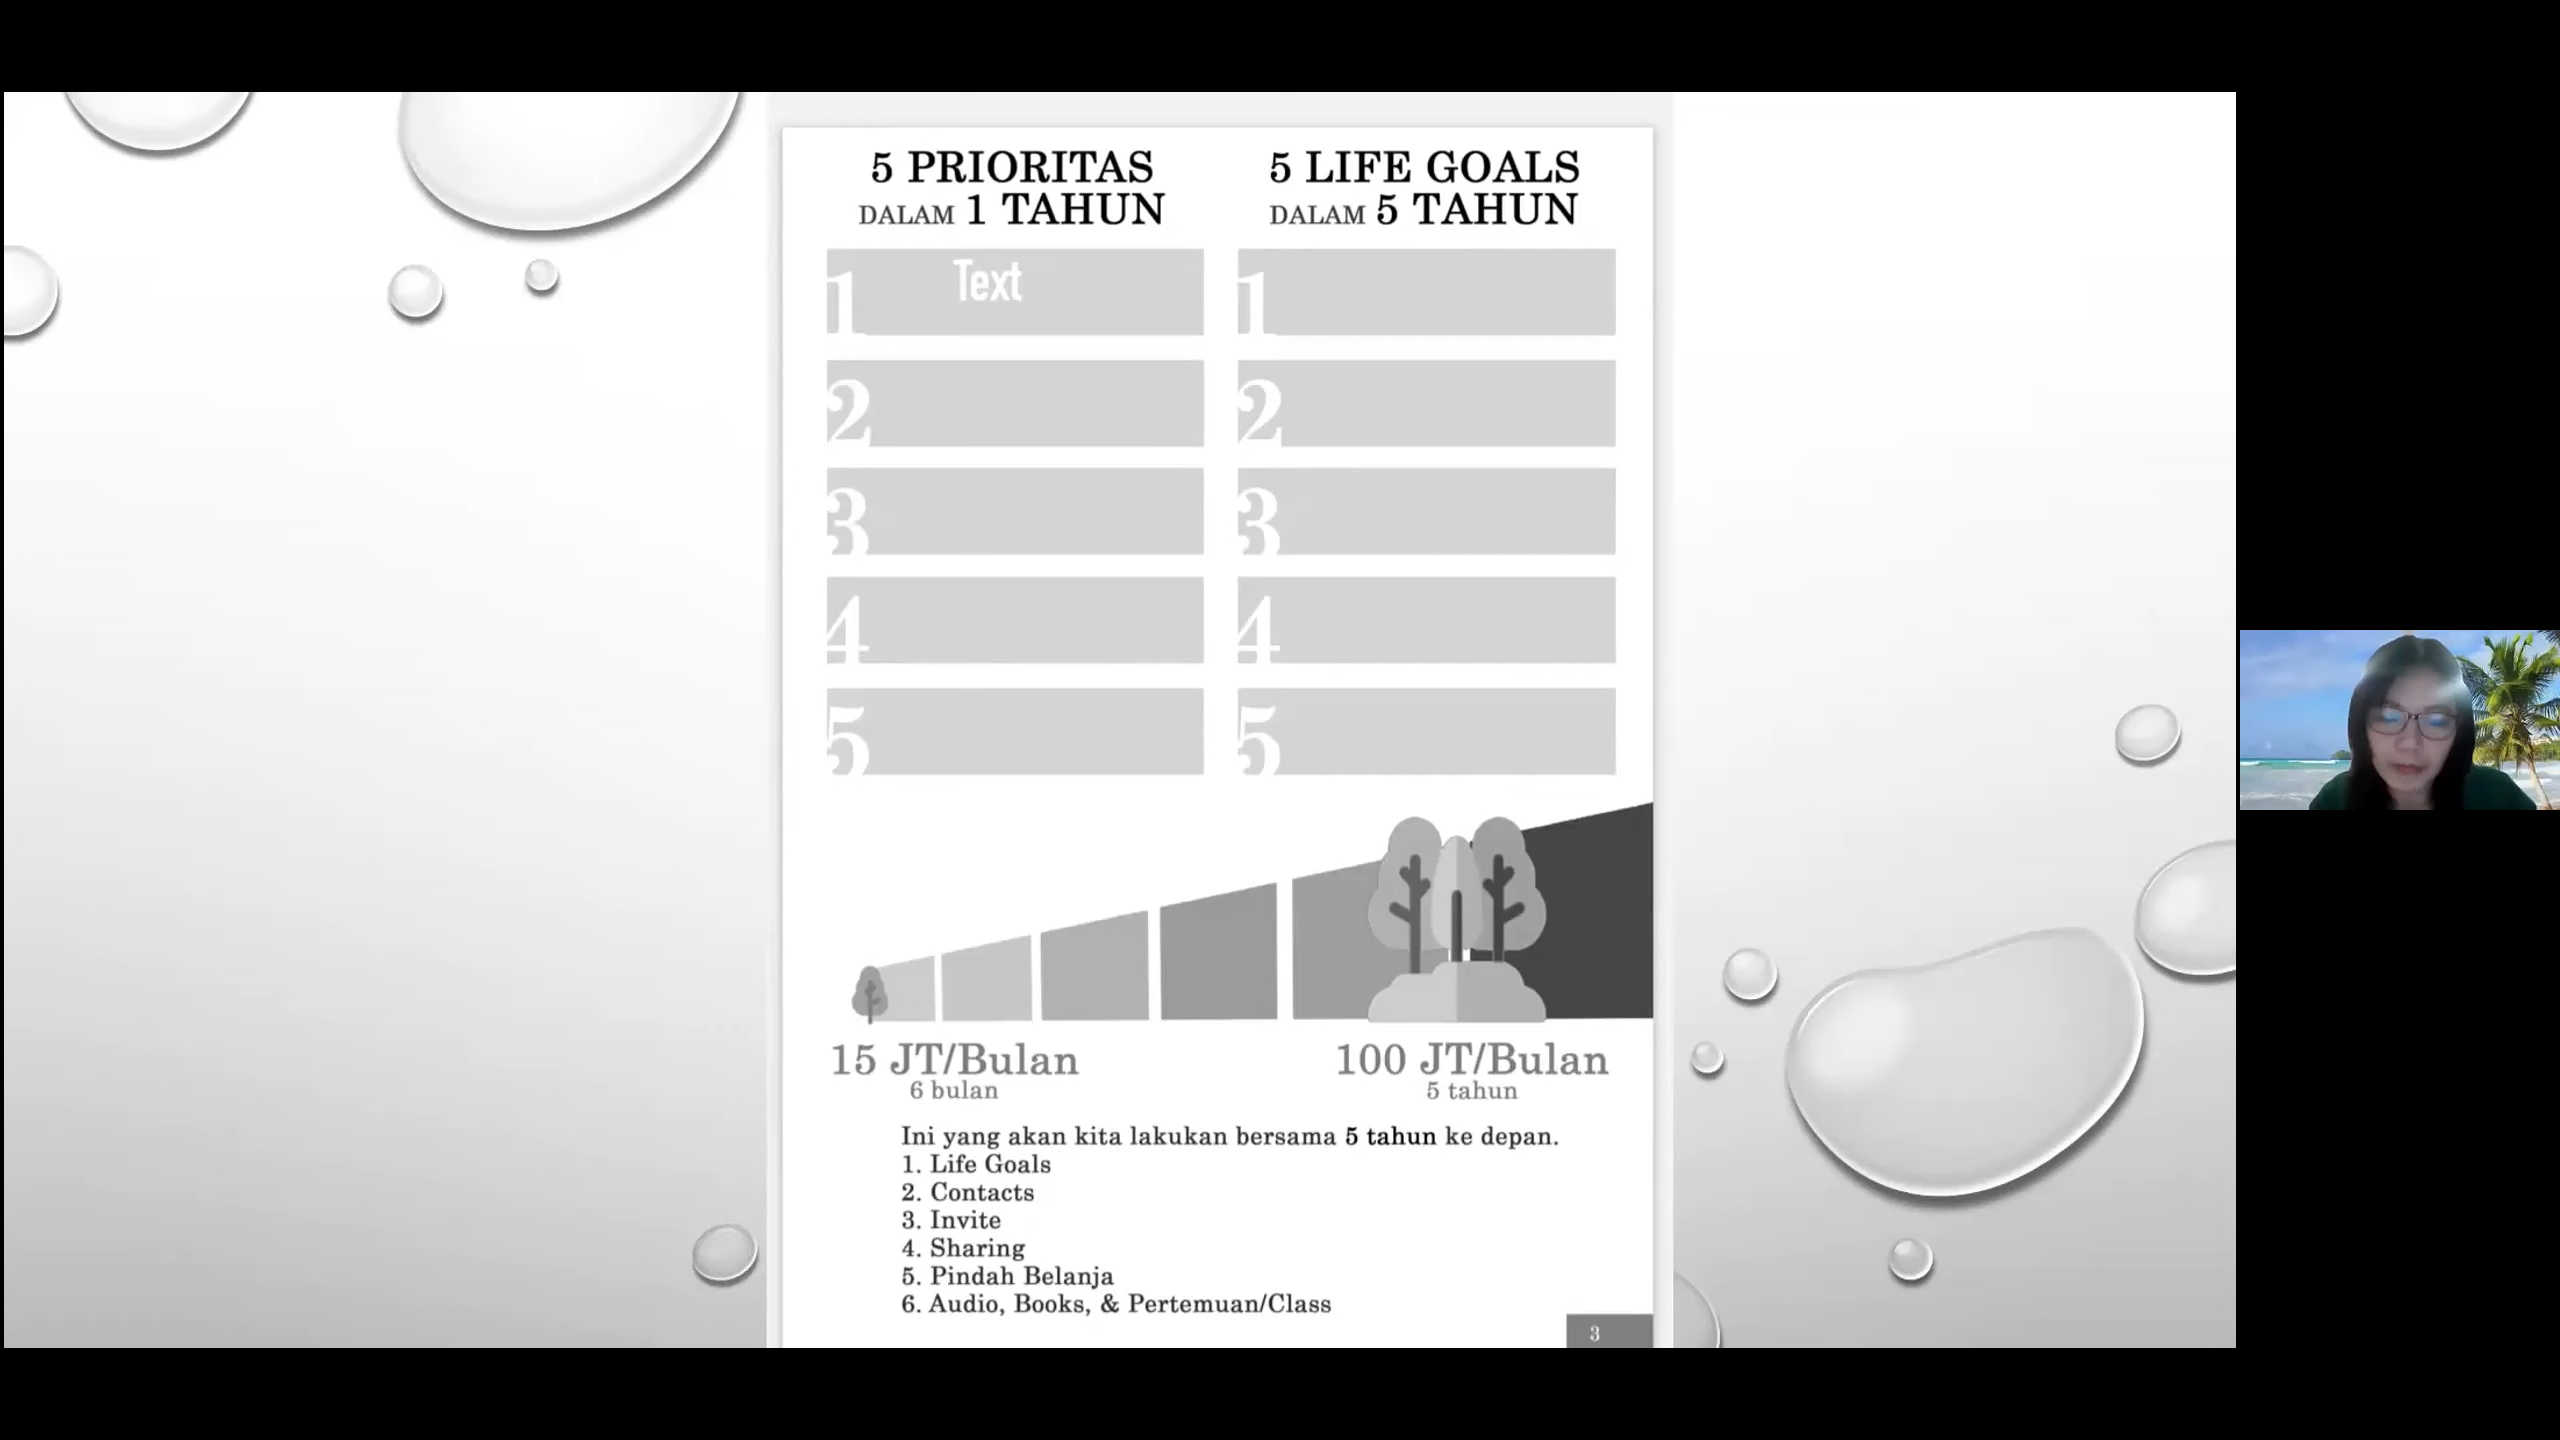 5 PRIORITAS
DALAM 1 TAHUN
1 Text
2
3
4
5
5 LIFE GOALS
DALAM 5 TAHUN
1
2
3
4
5
15 JT/Bulan
6 bulan
100 JT/Bulan
5 tahun
Ini yang akan kita lakukan bersama 5 tahun ke depan.
1. Life Goals
2. Contacts
3. Invite
4. Sharing
5. Pindah Belanja
6. Audio, Books, & Pertemuan/Class
3